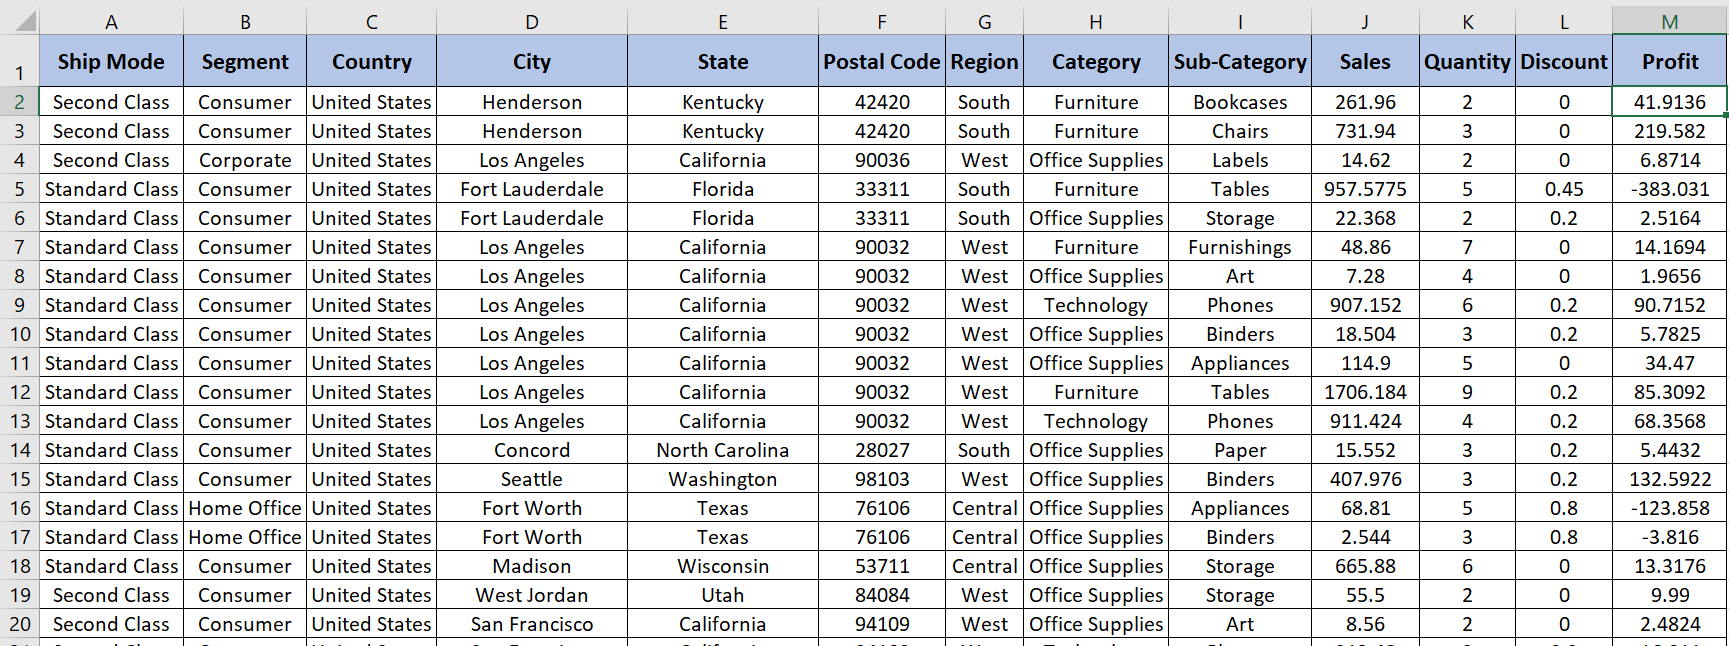 A B C D E F G H I J K L M
1 Ship Mode Segment Country City State Postal Code Region Category Sub-Category Sales Quantity Discount Profit
2 Second Class Consumer United States Henderson Kentucky 42420 South Furniture Bookcases 261.96 2 0 41.9136
3 Second Class Consumer United States Henderson Kentucky 42420 South Furniture Chairs 731.94 3 0 219.582
4 Second Class Corporate United States Los Angeles California 90036 West Office Supplies Labels 14.62 2 0 6.8714
5 Standard Class Consumer United States Fort Lauderdale Florida 33311 South Furniture Tables 957.5775 5 0.45 -383.031
6 Standard Class Consumer United States Fort Lauderdale Florida 33311 South Office Supplies Storage 22.368 2 0.2 2.5164
7 Standard Class Consumer United States Los Angeles California 90032 West Furniture Furnishings 48.86 7 0 14.1694
8 Standard Class Consumer United States Los Angeles California 90032 West Office Supplies Art 7.28 4 0 1.9656
9 Standard Class Consumer United States Los Angeles California 90032 West Technology Phones 907.152 6 0.2 90.7152
10 Standard Class Consumer United States Los Angeles California 90032 West Office Supplies Binders 18.504 3 0.2 5.7825
11 Standard Class Consumer United States Los Angeles California 90032 West Office Supplies Appliances 114.9 5 0 34.47
12 Standard Class Consumer United States Los Angeles California 90032 West Furniture Tables 1706.184 9 0.2 85.3092
13 Standard Class Consumer United States Los Angeles California 90032 West Technology Phones 911.424 4 0.2 68.3568
14 Standard Class Consumer United States Concord North Carolina 28027 South Office Supplies Paper 15.552 3 0.2 5.4432
15 Standard Class Consumer United States Seattle Washington 98103 West Office Supplies Binders 407.976 3 0.2 132.5922
16 Standard Class Home Office United States Fort Worth Texas 76106 Central Office Supplies Appliances 68.81 5 0.8 -123.858
17 Standard Class Home Office United States Fort Worth Texas 76106 Central Office Supplies Binders 2.544 3 0.8 -3.816
18 Standard Class Consumer United States Madison Wisconsin 53711 Central Office Supplies Storage 665.88 6 0 13.3176
19 Second Class Consumer United States West Jordan Utah 84084 West Office Supplies Storage 55.5 2 0 9.99
20 Second Class Consumer United States San Francisco California 94109 West Office Supplies Art 8.56 2 0 2.4824